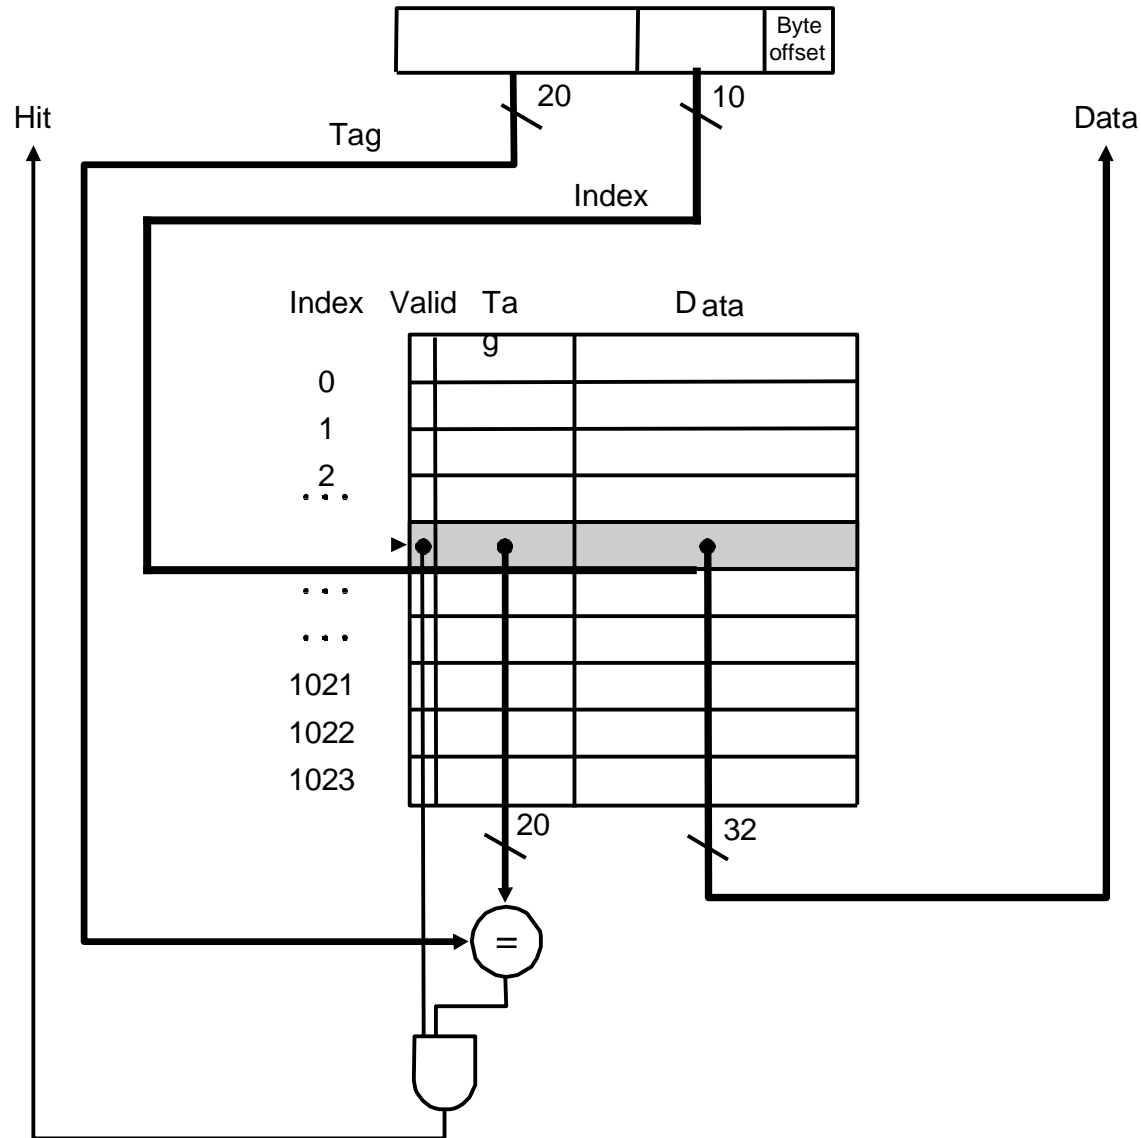 Byte
offset
20
10
Hit
Data
Tag
Index
Index Valid Ta Data
g
0
1
2
...
...
...
1021
1022
1023
20
32
=